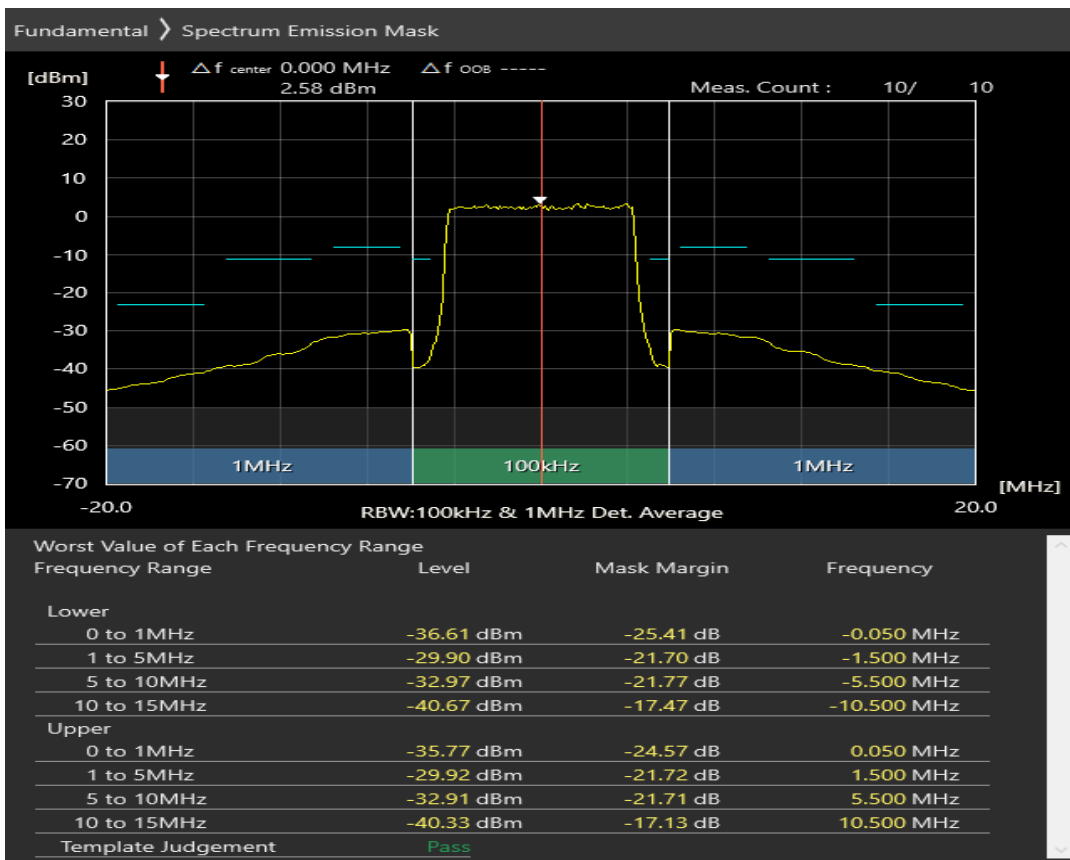 Fundamental 〉 Spectrum Emission Mask
[dBm] △f center 0.000 MHz △f OOB -----
2.58 dBm Meas. Count : 10/ 10
30
20
10
0
-10
-20
-30
-40
-50
-60
1MHz 100kHz 1MHz
-70
[MHz]
-20.0 RBW:100kHz & 1MHz Det. Average 20.0
Worst Value of Each Frequency Range
Frequency Range Level Mask Margin Frequency
Lower
0 to 1MHz -36.61 dBm -25.41 dB -0.050 MHz
1 to 5MHz -29.90 dBm -21.70 dB -1.500 MHz
5 to 10MHz -32.97 dBm -21.77 dB -5.500 MHz
10 to 15MHz -40.67 dBm -17.47 dB -10.500 MHz
Upper
0 to 1MHz -35.77 dBm -24.57 dB 0.050 MHz
1 to 5MHz -29.92 dBm -21.72 dB 1.500 MHz
5 to 10MHz -32.91 dBm -21.71 dB 5.500 MHz
10 to 15MHz -40.33 dBm -17.13 dB 10.500 MHz
Template Judgement Pass